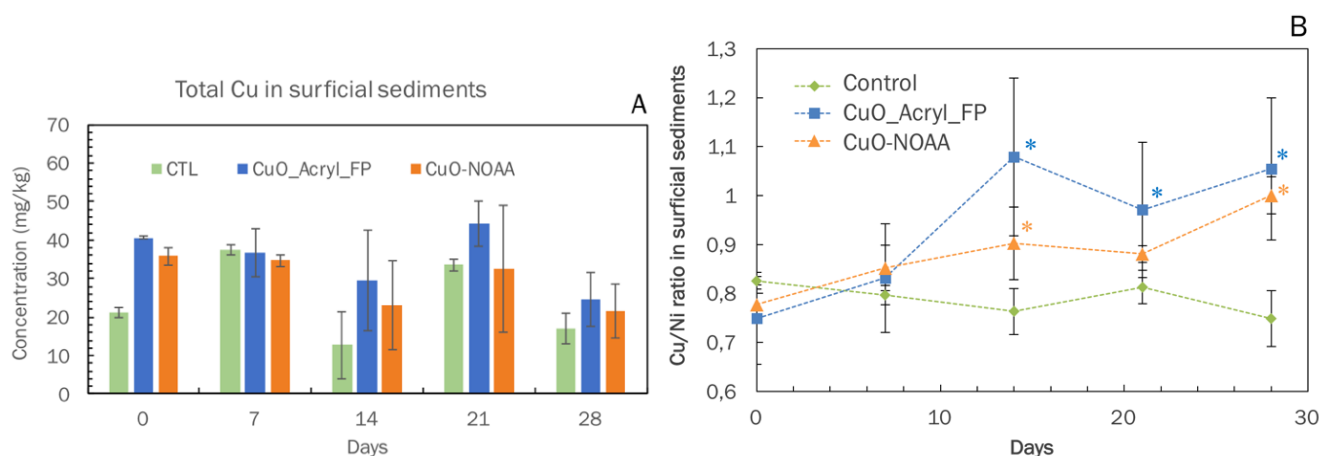 Total Cu in surficial sediments
A
Concentration (mg/kg)
70
60
50
40
30
20
10
0
CTL CuO_Acryl_FP CuO-NOAA
0 7 14 21 28
Days
B
Cu/Ni ratio in surficial sediments
1,3
1,2
1,1
1
0,9
0,8
0,7
0,6
Control
CuO_Acryl_FP
CuO-NOAA
*
*
*
*
*
0 10 20 30
Days